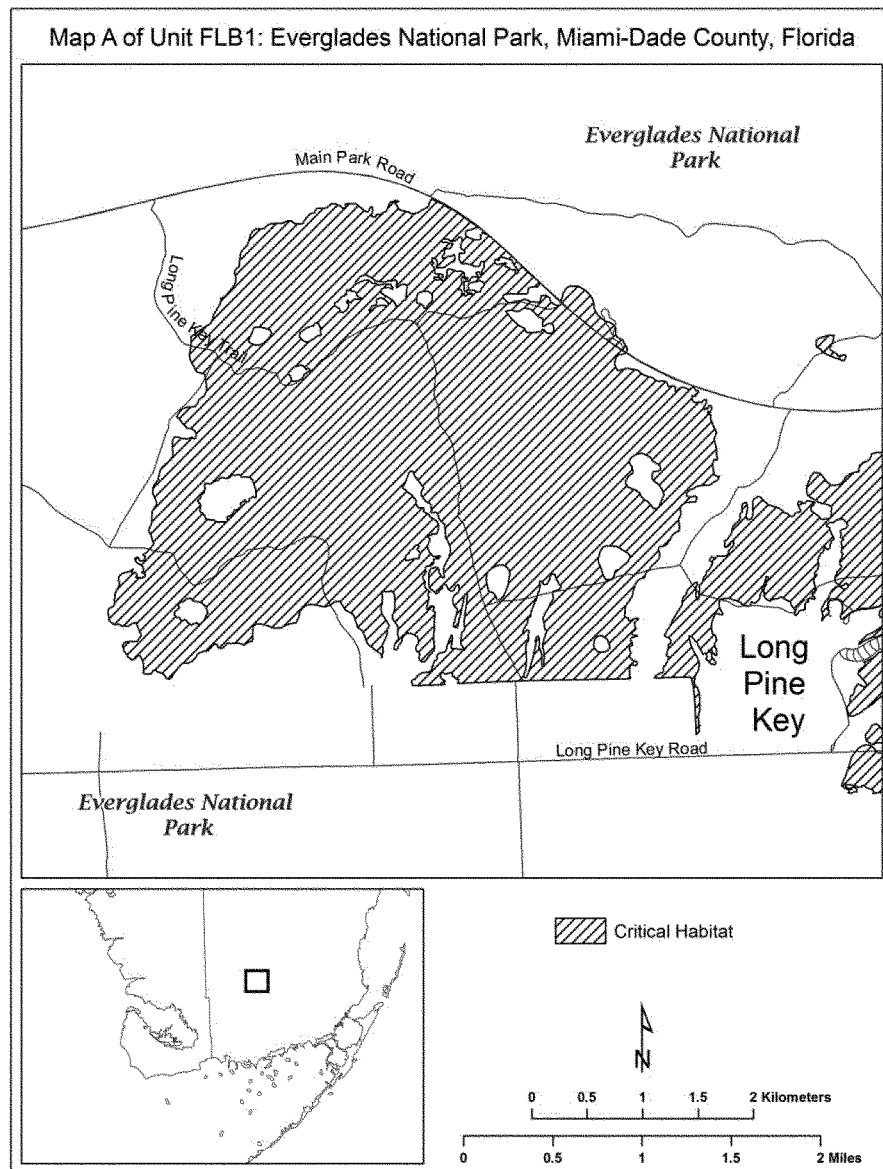 Map A of Unit FLB1: Everglades National Park, Miami-Dade County, Florida
Everglades National
Park
Main Park Road
Long Pine Key Trail
Long
Pine
Key
Long Pine Key Road
Everglades National
Park
Critical Habitat
N
0 0.5 1 1.5 2 Kilometers
0 0.5 1 1.5 2 Miles